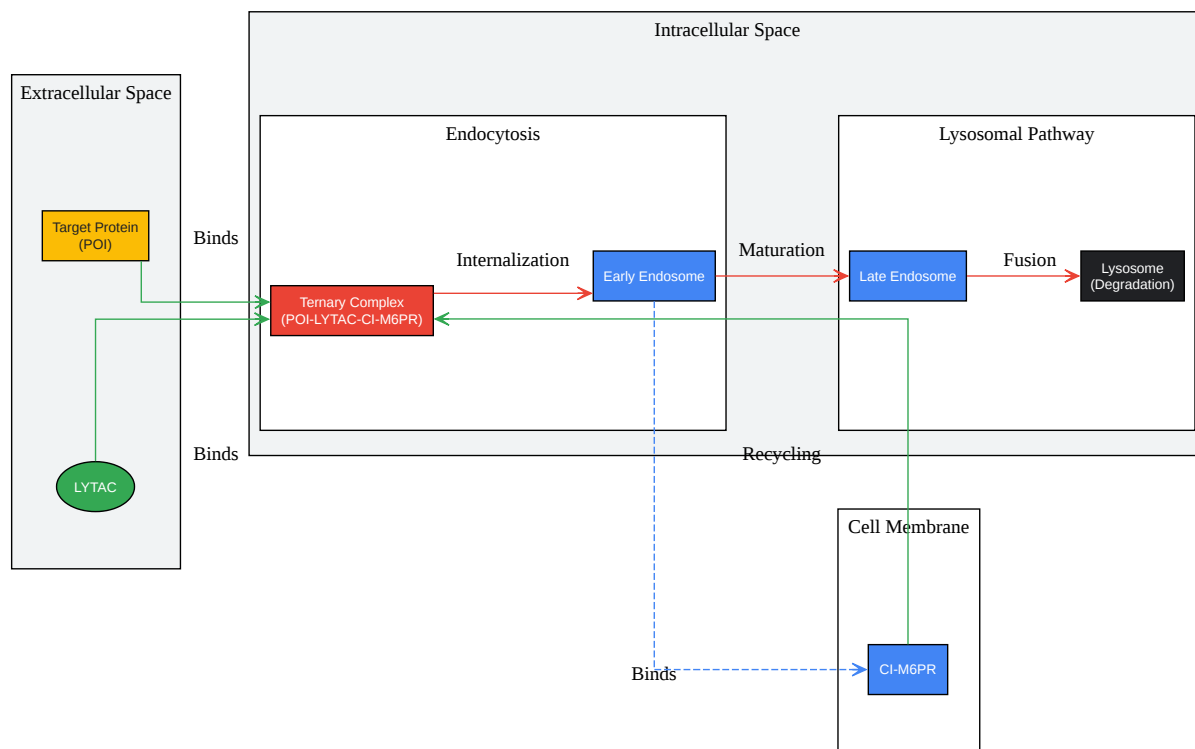 Intracellular Space
Extracellular Space
Endocytosis
Lysosomal Pathway
Target Protein
(POI)
Binds
Internalization
Early Endosome
Maturation
Late Endosome
Fusion
Lysosome
(Degradation)
Ternary Complex
(POI-LYTAC-CI-M6PR)
Binds
Recycling
LYTAC
Cell Membrane
Binds
CI-M6PR